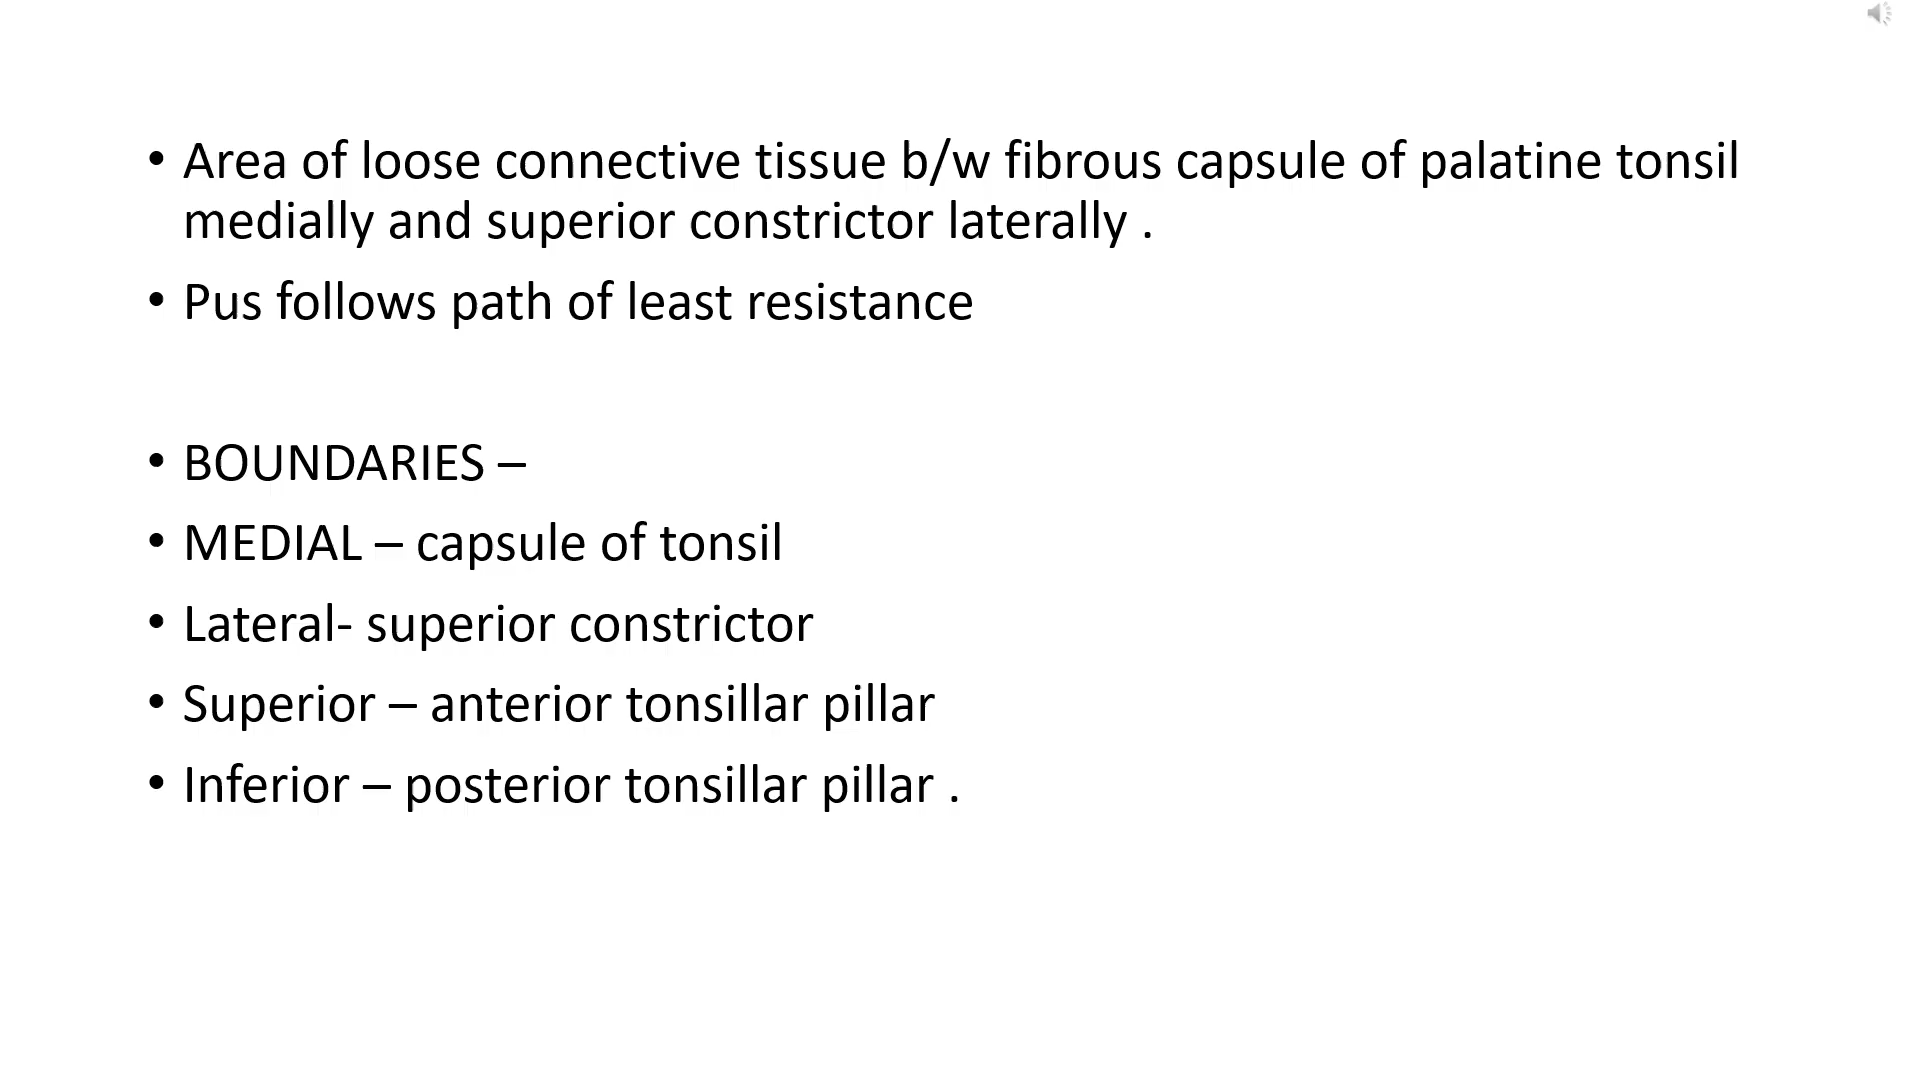 • Area of loose connective tissue b/w fibrous capsule of palatine tonsil
medially and superior constrictor laterally .
• Pus follows path of least resistance
• BOUNDARIES –
• MEDIAL – capsule of tonsil
• Lateral- superior constrictor
• Superior – anterior tonsillar pillar
• Inferior – posterior tonsillar pillar .